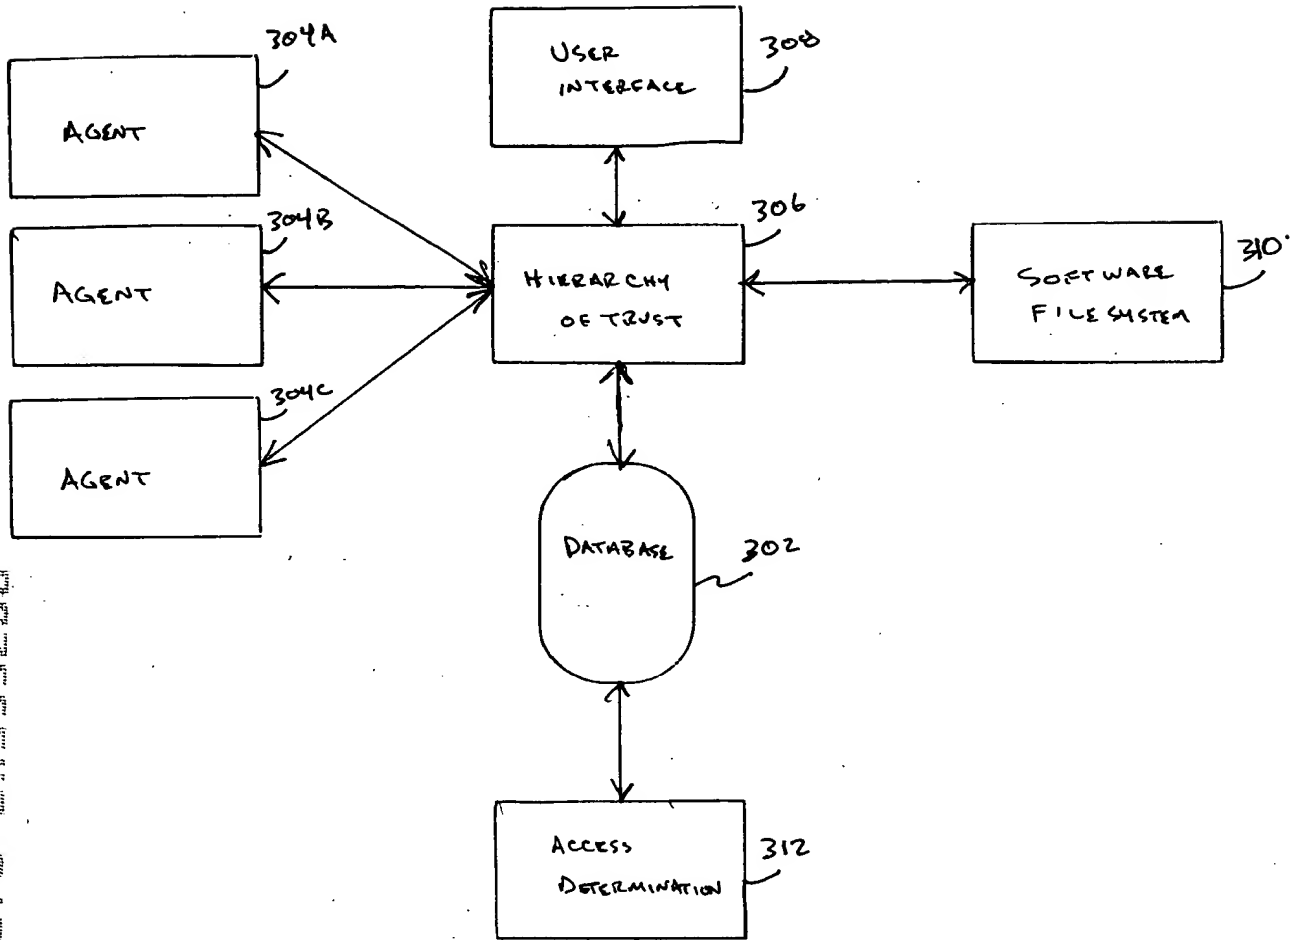 304A
AGENT
USER
INTERFACE
308
304B
AGENT
HIERARCHY
OF TRUST
306
SOFTWARE
FILE SYSTEM
310
304C
AGENT
DATABASE
302
ACCESS
DETERMINATION
312